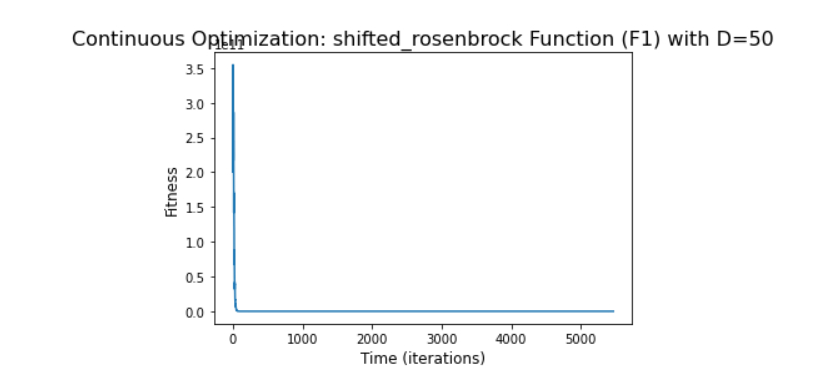 Continuous Optimization: shifted_rosenbrock Function (F1) with D=50
1e11
3.5
3.0
2.5
2.0
1.5
1.0
0.5
0.0
Fitness
0 1000 2000 3000 4000 5000
Time (iterations)